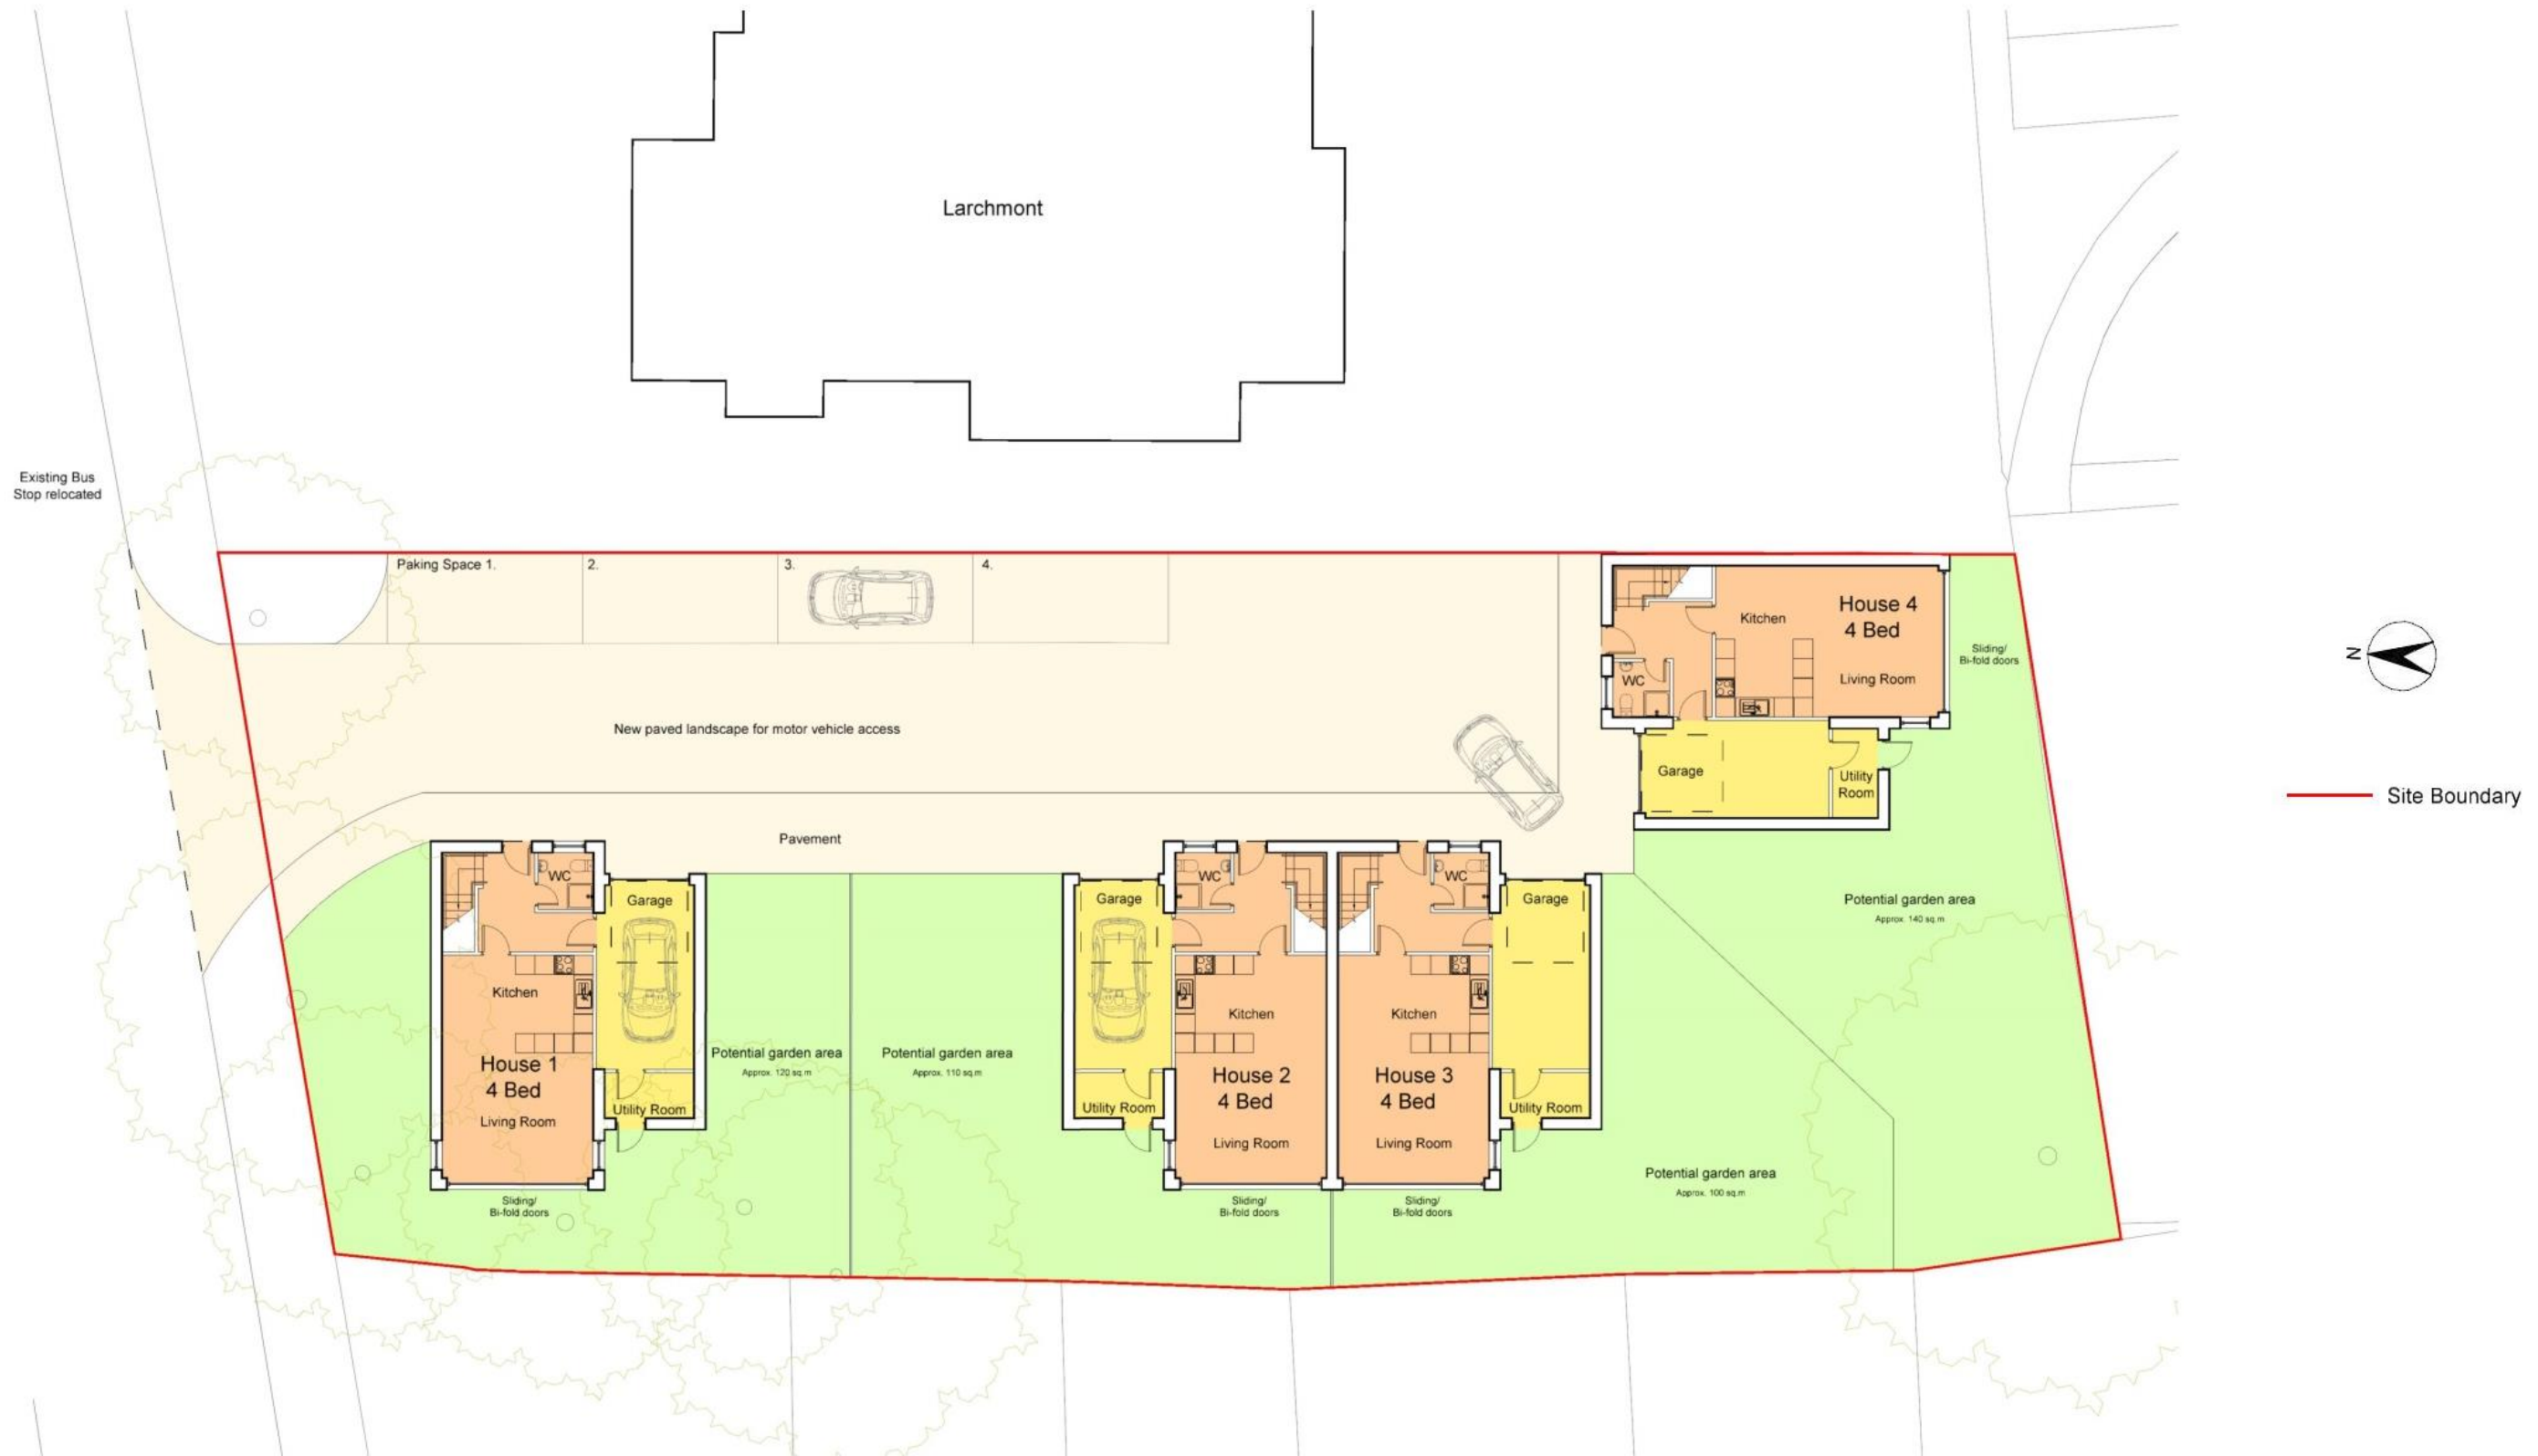 Larchmont
Existing Bus
Stop relocated
Paking Space 1.
2.
3.
4.
New paved landscape for motor vehicle access
Pavement
House 4
4 Bed
Kitchen
Living Room
WC
Sliding/
Bi-fold doors
Garage
Utility
Room
N
Site Boundary
WC
Garage
Kitchen
House 1
4 Bed
Living Room
Utility Room
Sliding/
Bi-fold doors
Potential garden area
Approx. 120 sq.m
Potential garden area
Approx. 110 sq.m
Garage
WC
Kitchen
House 2
4 Bed
Living Room
Utility Room
Sliding/
Bi-fold doors
WC
Garage
Kitchen
House 3
4 Bed
Living Room
Utility Room
Sliding/
Bi-fold doors
Potential garden area
Approx. 100 sq.m
Potential garden area
Approx. 140 sq.m